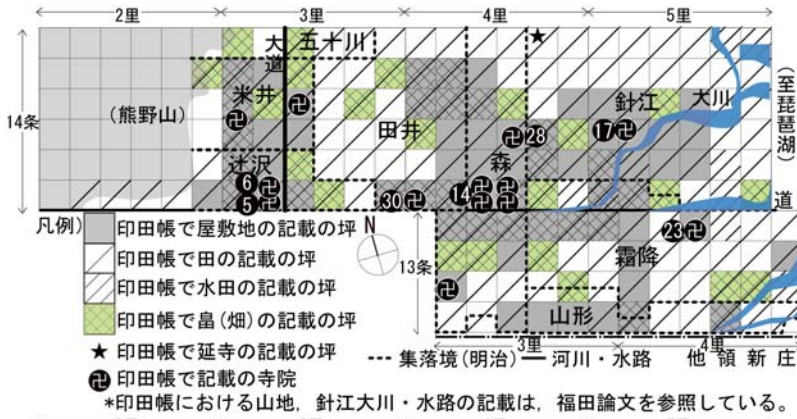 2里 3里 4里 5里
大道 五十川
米井 針江 大川
(熊野山) 田井 28 17
14条 (至琵琶湖)
辻沢 森
6 14
5 30 道
凡例) 23
印田帳で屋敷地の記載の坪 N
印田帳で田の記載の坪 13条 霜降
印田帳で水田の記載の坪
印田帳で畠(畑)の記載の坪 山形
3里 4里
★ 印田帳で延寺の記載の坪 集落境(明治) 河川・水路 他領新庄
卍 印田帳で記載の寺院
*印田帳における山地,針江大川・水路の記載は,福田論文を参照している。